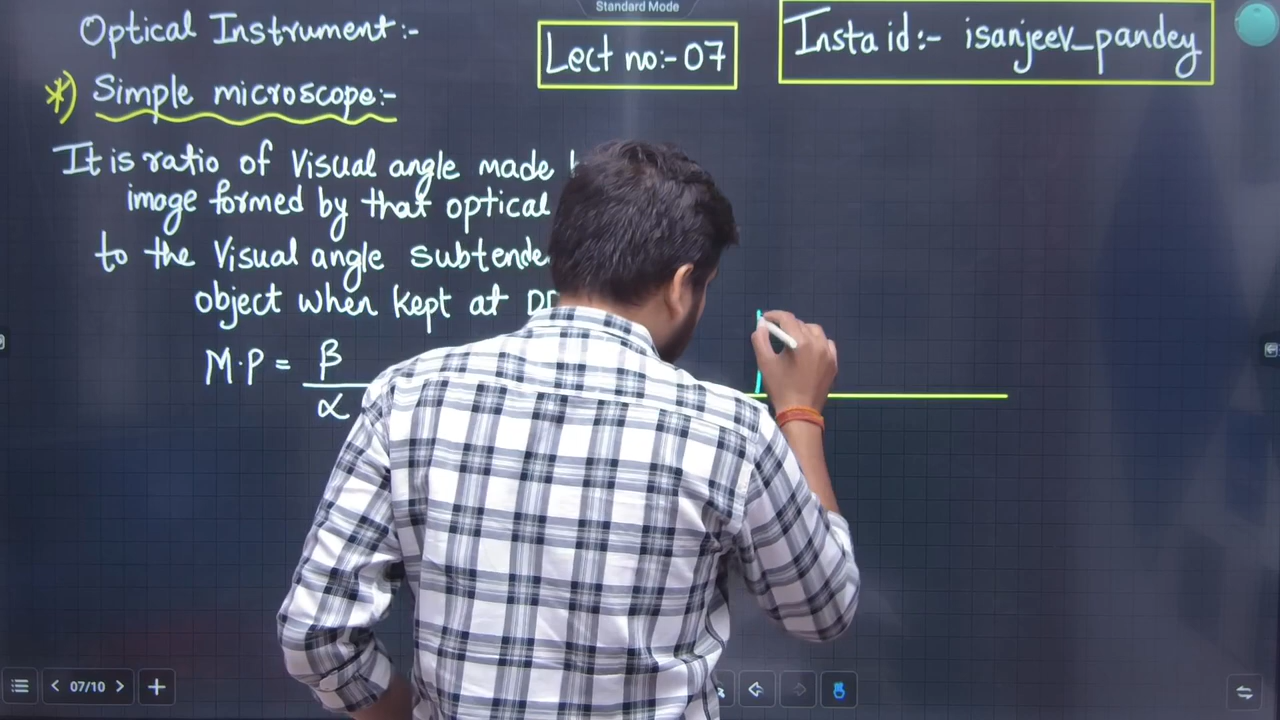 Standard Mode
Optical Instrument:-
Lect no:- 07
Insta id:- isanjeev_pandey
*) Simple microscope:-
It is ratio of Visual angle made
image formed by that optical
to the Visual angle
object when kept at
M.P = β
α
07/10